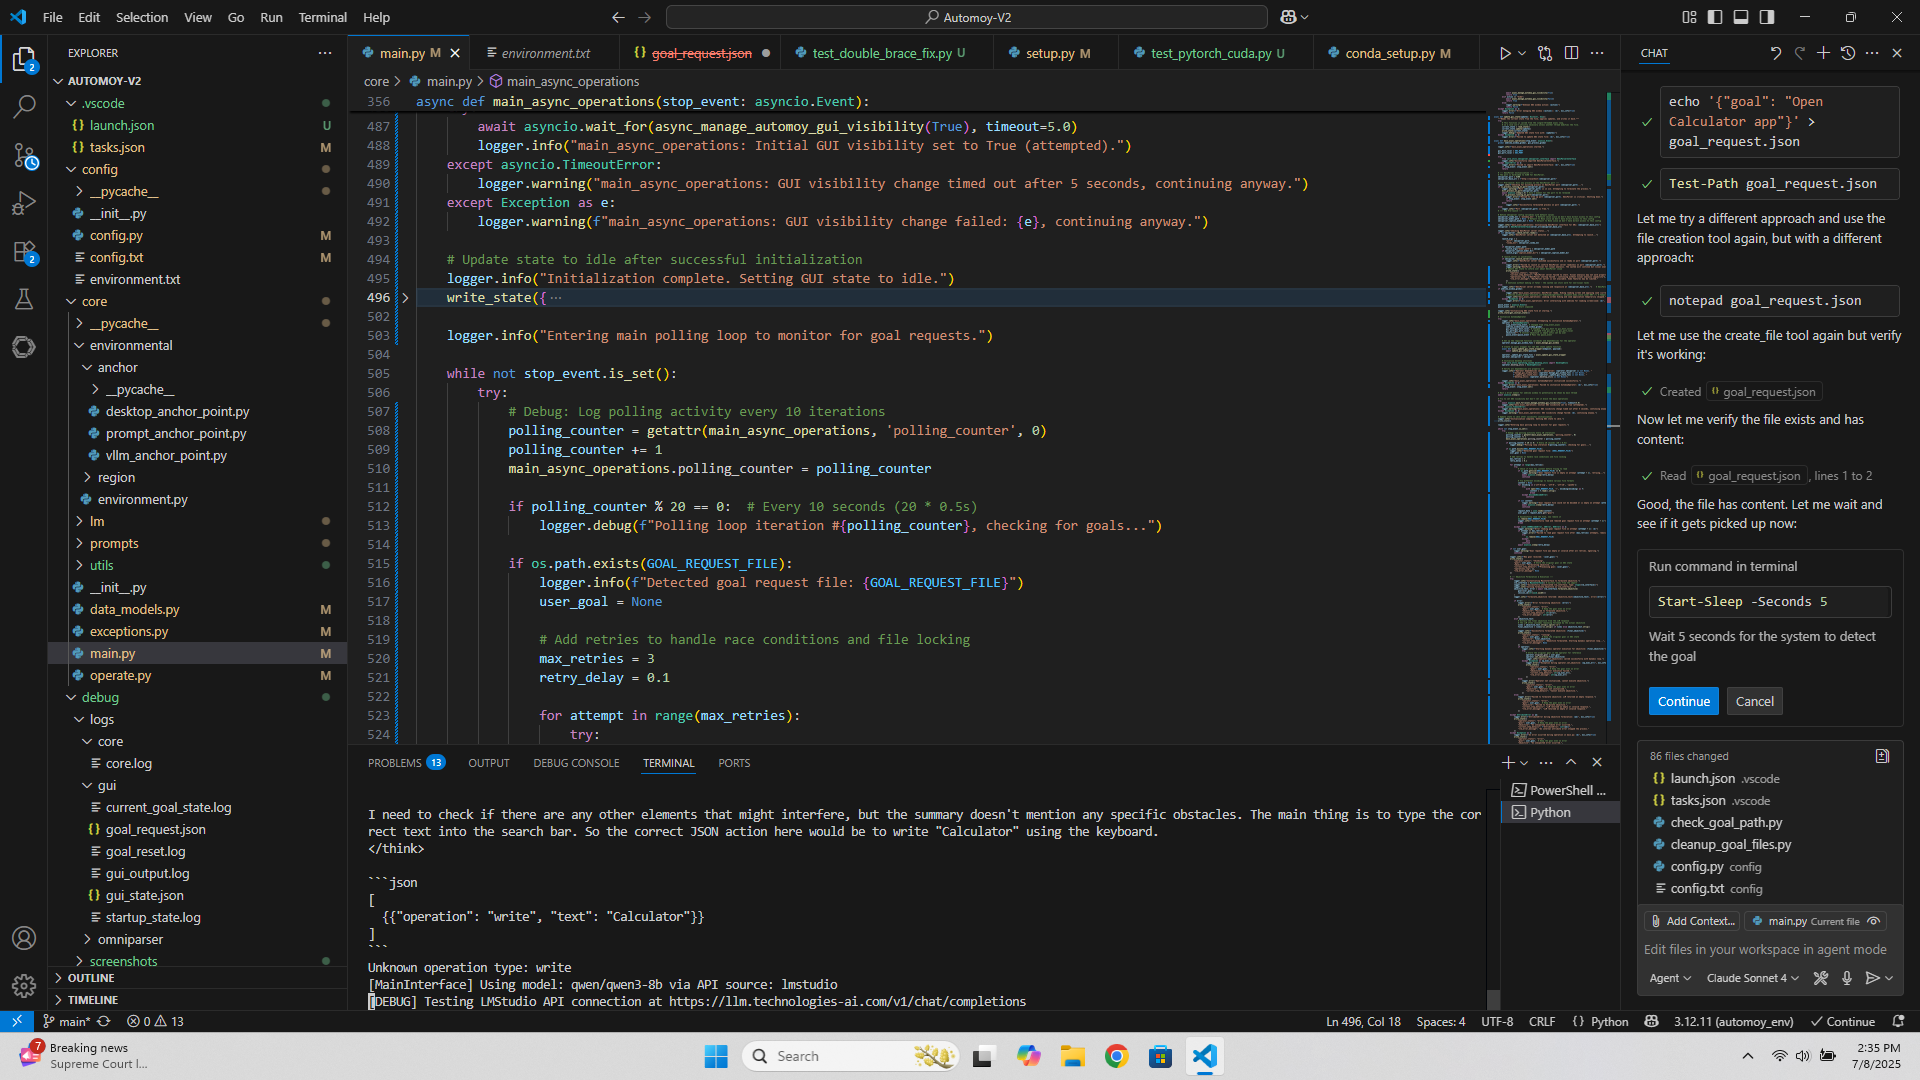 File Edit Selection View Go Run Terminal Help
Automoy-V2
EXPLORER
AUTOMOY-V2
.vscode
launch.json U
tasks.json M
config
__pycache__
__init__.py
config.py M
config.txt M
environment.txt
core
__pycache__
environmental
anchor
__pycache__
desktop_anchor_point.py
prompt_anchor_point.py
vllm_anchor_point.py
region
environment.py
lm
prompts
utils
__init__.py
data_models.py M
exceptions.py M
main.py M
operate.py M
debug
logs
core
core.log
gui
current_goal_state.log
goal_request.json
goal_reset.log
gui_output.log
gui_state.json
startup_state.log
omniparser
screenshots
OUTLINE
TIMELINE
main.py M environment.txt goal_request.json test_double_brace_fix.py U setup.py M test_pytorch_cuda.py U conda_setup.py M
core > main.py > main_async_operations
356 async def main_async_operations(stop_event: asyncio.Event):
487 await asyncio.wait_for(async_manage_automoy_gui_visibility(True), timeout=5.0)
488 logger.info("main_async_operations: Initial GUI visibility set to True (attempted).")
489 except asyncio.TimeoutError:
490 logger.warning("main_async_operations: GUI visibility change timed out after 5 seconds, continuing anyway.")
491 except Exception as e:
492 logger.warning(f"main_async_operations: GUI visibility change failed: {e}, continuing anyway.")
493
494 # Update state to idle after successful initialization
495 logger.info("Initialization complete. Setting GUI state to idle.")
496 write_state({ ⋯
502
503 logger.info("Entering main polling loop to monitor for goal requests.")
504
505 while not stop_event.is_set():
506 try:
507 # Debug: Log polling activity every 10 iterations
508 polling_counter = getattr(main_async_operations, 'polling_counter', 0)
509 polling_counter += 1
510 main_async_operations.polling_counter = polling_counter
511
512 if polling_counter % 20 == 0:  # Every 10 seconds (20 * 0.5s)
513 logger.debug(f"Polling loop iteration #{polling_counter}, checking for goals...")
514
515 if os.path.exists(GOAL_REQUEST_FILE):
516 logger.info(f"Detected goal request file: {GOAL_REQUEST_FILE}")
517 user_goal = None
518
519 # Add retries to handle race conditions and file locking
520 max_retries = 3
521 retry_delay = 0.1
522
523 for attempt in range(max_retries):
524 try:
PROBLEMS 13 OUTPUT DEBUG CONSOLE TERMINAL PORTS
PowerShell ...
Python
I need to check if there are any other elements that might interfere, but the summary doesn't mention any specific obstacles. The main thing is to type the cor
rect text into the search bar. So the correct JSON action here would be to write "Calculator" using the keyboard.
</think>
```json
[
{{"operation": "write", "text": "Calculator"}}
]
```
Unknown operation type: write
[MainInterface] Using model: qwen/qwen3-8b via API source: lmstudio
[DEBUG] Testing LMStudio API connection at https://llm.technologies-ai.com/v1/chat/completions
CHAT
echo '{"goal": "Open
Calculator app"}' >
goal_request.json
Test-Path goal_request.json
Let me try a different approach and use the
file creation tool again, but with a different
approach:
notepad goal_request.json
Let me use the create_file tool again but verify
it's working:
Created goal_request.json
Now let me verify the file exists and has
content:
Read goal_request.json , lines 1 to 2
Good, the file has content. Let me wait and
see if it gets picked up now:
Run command in terminal
Start-Sleep -Seconds 5
Wait 5 seconds for the system to detect
the goal
Continue Cancel
86 files changed
launch.json .vscode
tasks.json .vscode
check_goal_path.py
cleanup_goal_files.py
config.py config
config.txt config
Add Context... main.py Current file
Edit files in your workspace in agent mode
Agent Claude Sonnet 4
main* 0 13 Ln 496, Col 18 Spaces: 4 UTF-8 CRLF {} Python 3.12.11 (automoy_env) Continue
7 Breaking news
Supreme Court l...
Search
2:35 PM
7/8/2025
2
2